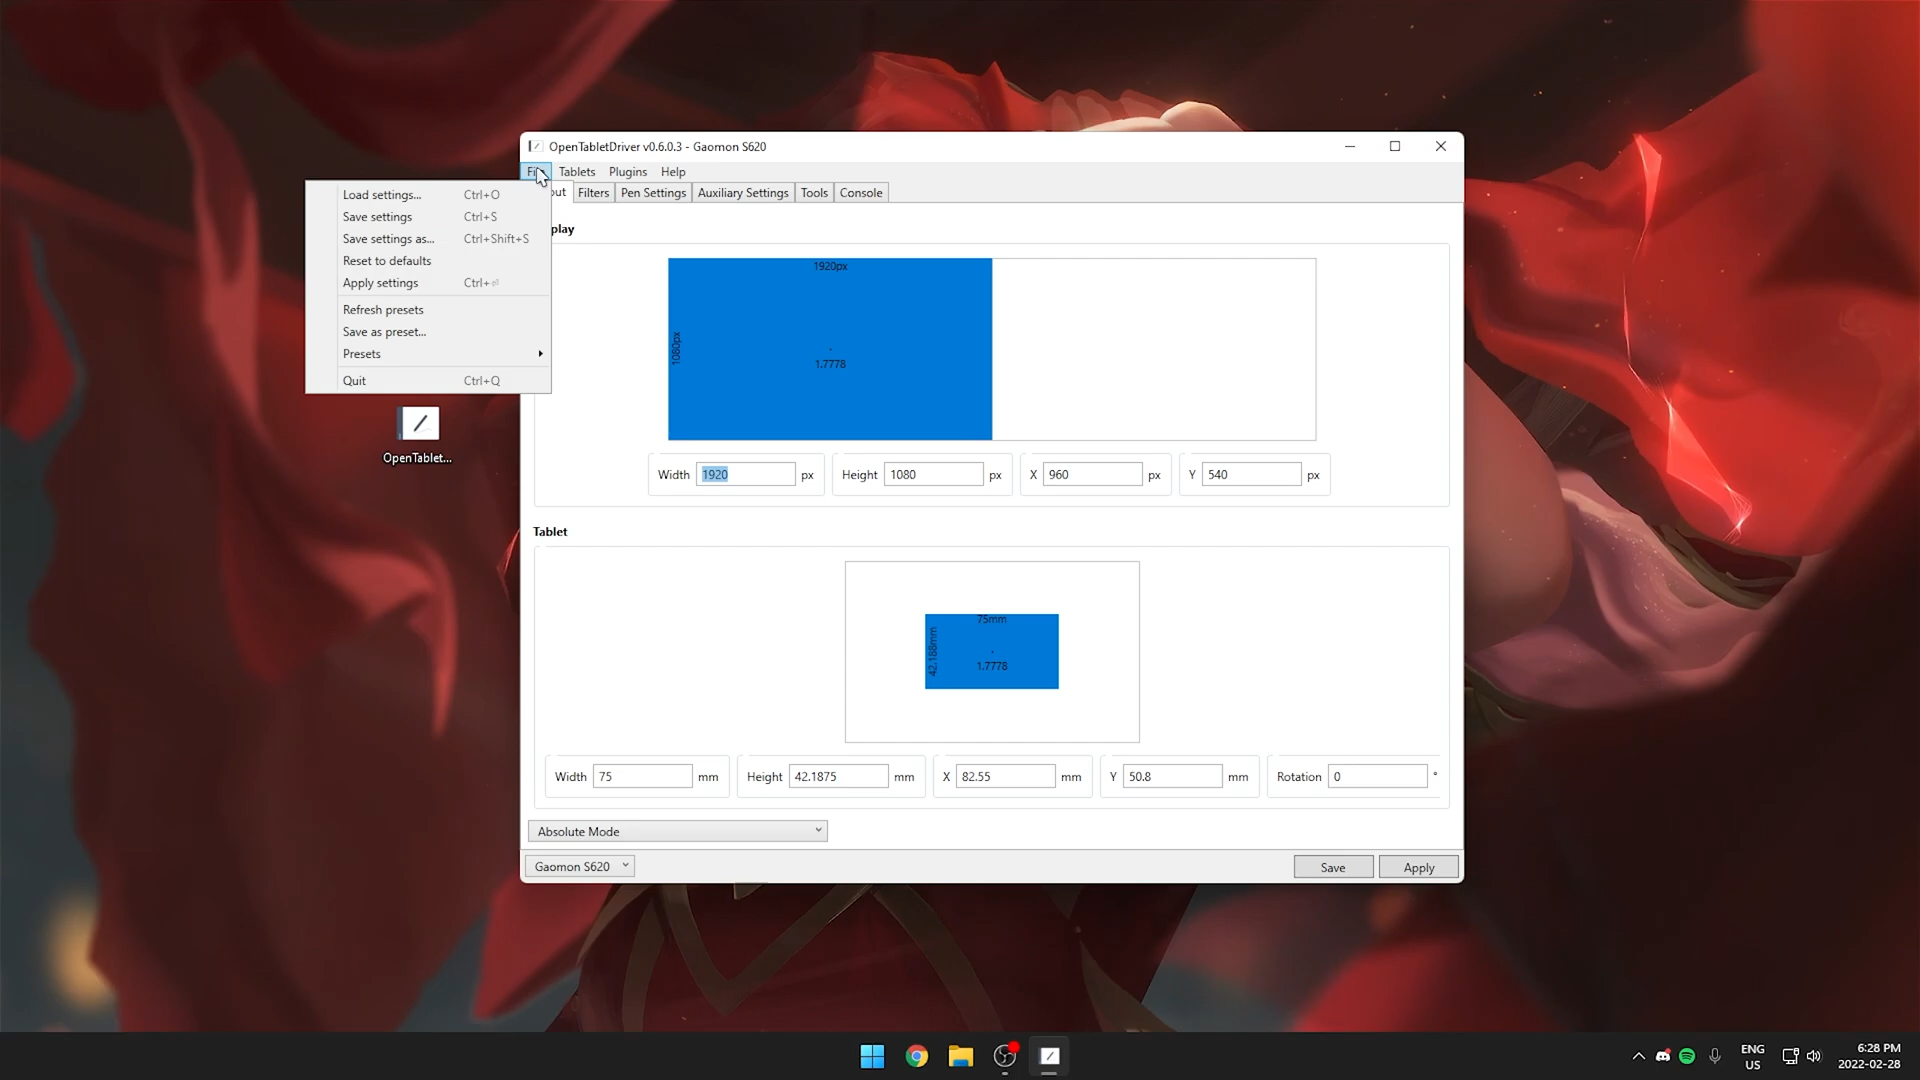 OpenTabletDriver v0.6.0.3 - Gaomon S620
Tablets Plugins Help
Filters Pen Settings Auxiliary Settings Tools Console
Load settings... Ctrl+O
Save settings Ctrl+S
Save settings as... Ctrl+Shift+S
Reset to defaults
Apply settings Ctrl+⏎
Refresh presets
Save as preset...
Presets
Quit Ctrl+Q
OpenTablet...
1920px
1080px
1.7778
Width 1920 px Height 1080 px X 960 px Y 540 px
Tablet
75mm
42.188mm
1.7778
Width 75 mm Height 42.1875 mm X 82.55 mm Y 50.8 mm Rotation 0 °
Absolute Mode
Gaomon S620 Save Apply
ENG
US
6:28 PM
2022-02-28